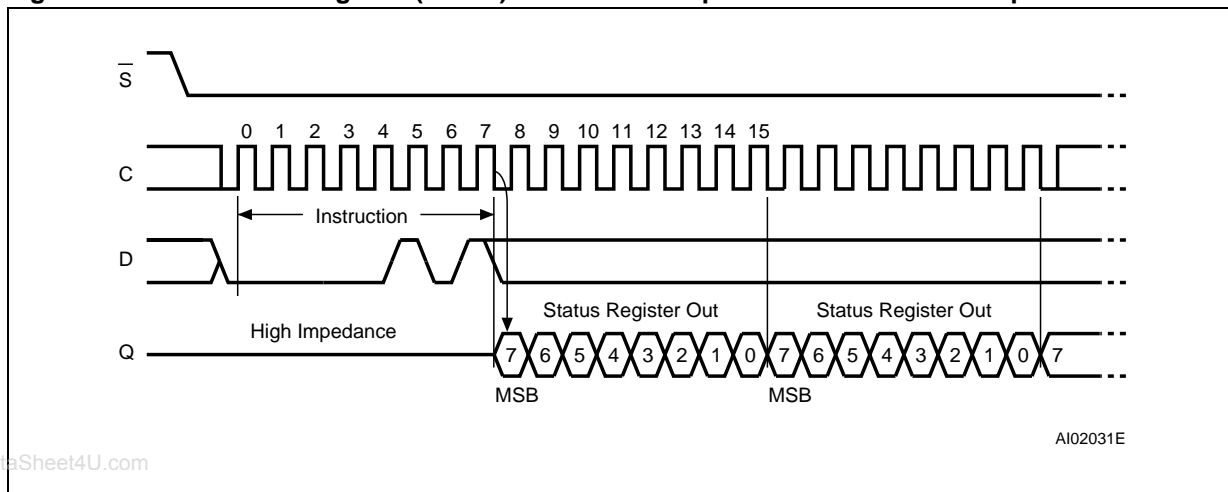 S
0 1 2 3 4 5 6 7 8 9 10 11 12 13 14 15
C
Instruction
D
Status Register Out Status Register Out
High Impedance
Q
7 6 5 4 3 2 1 0 7 6 5 4 3 2 1 0 7
MSB MSB
AI02031E
taSheet4U.com